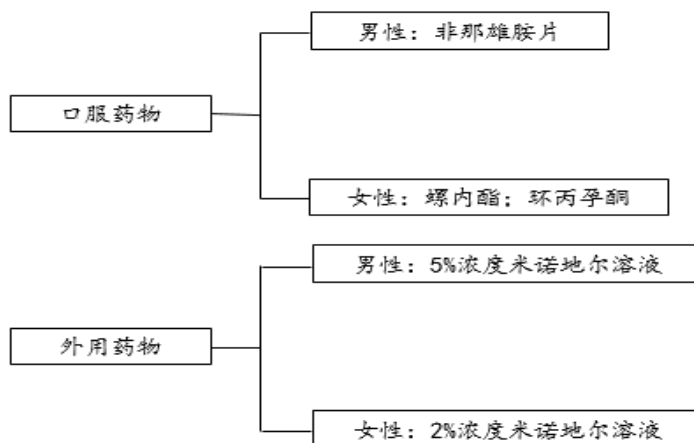 男性：非那雄胺片
口服药物
女性：螺内酯；环丙孕酮
男性：5%浓度米诺地尔溶液
外用药物
女性：2%浓度米诺地尔溶液